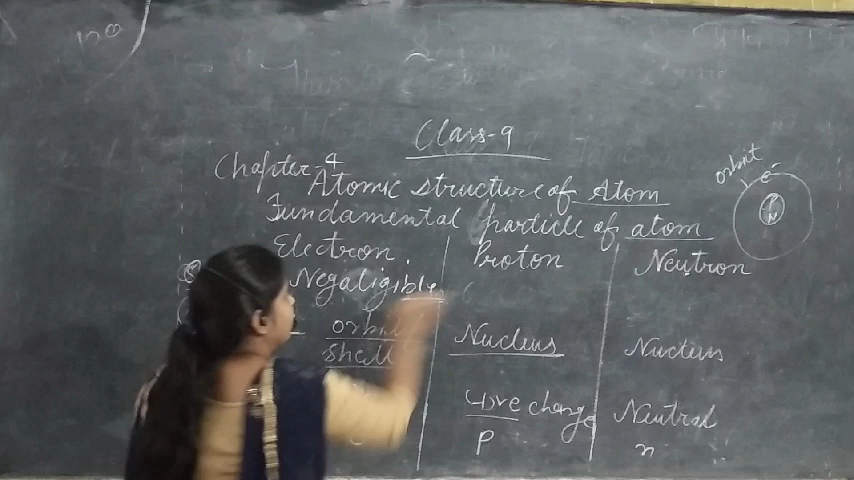 Class-9
Chapter-4
Atomic structure of Atom
Fundamental particle of atom
Electron Proton Neutron
Negaligible
orbit Nucleus Nucleus
Shell
(+)ve change Neutral
P n
orbit
e-
P
N